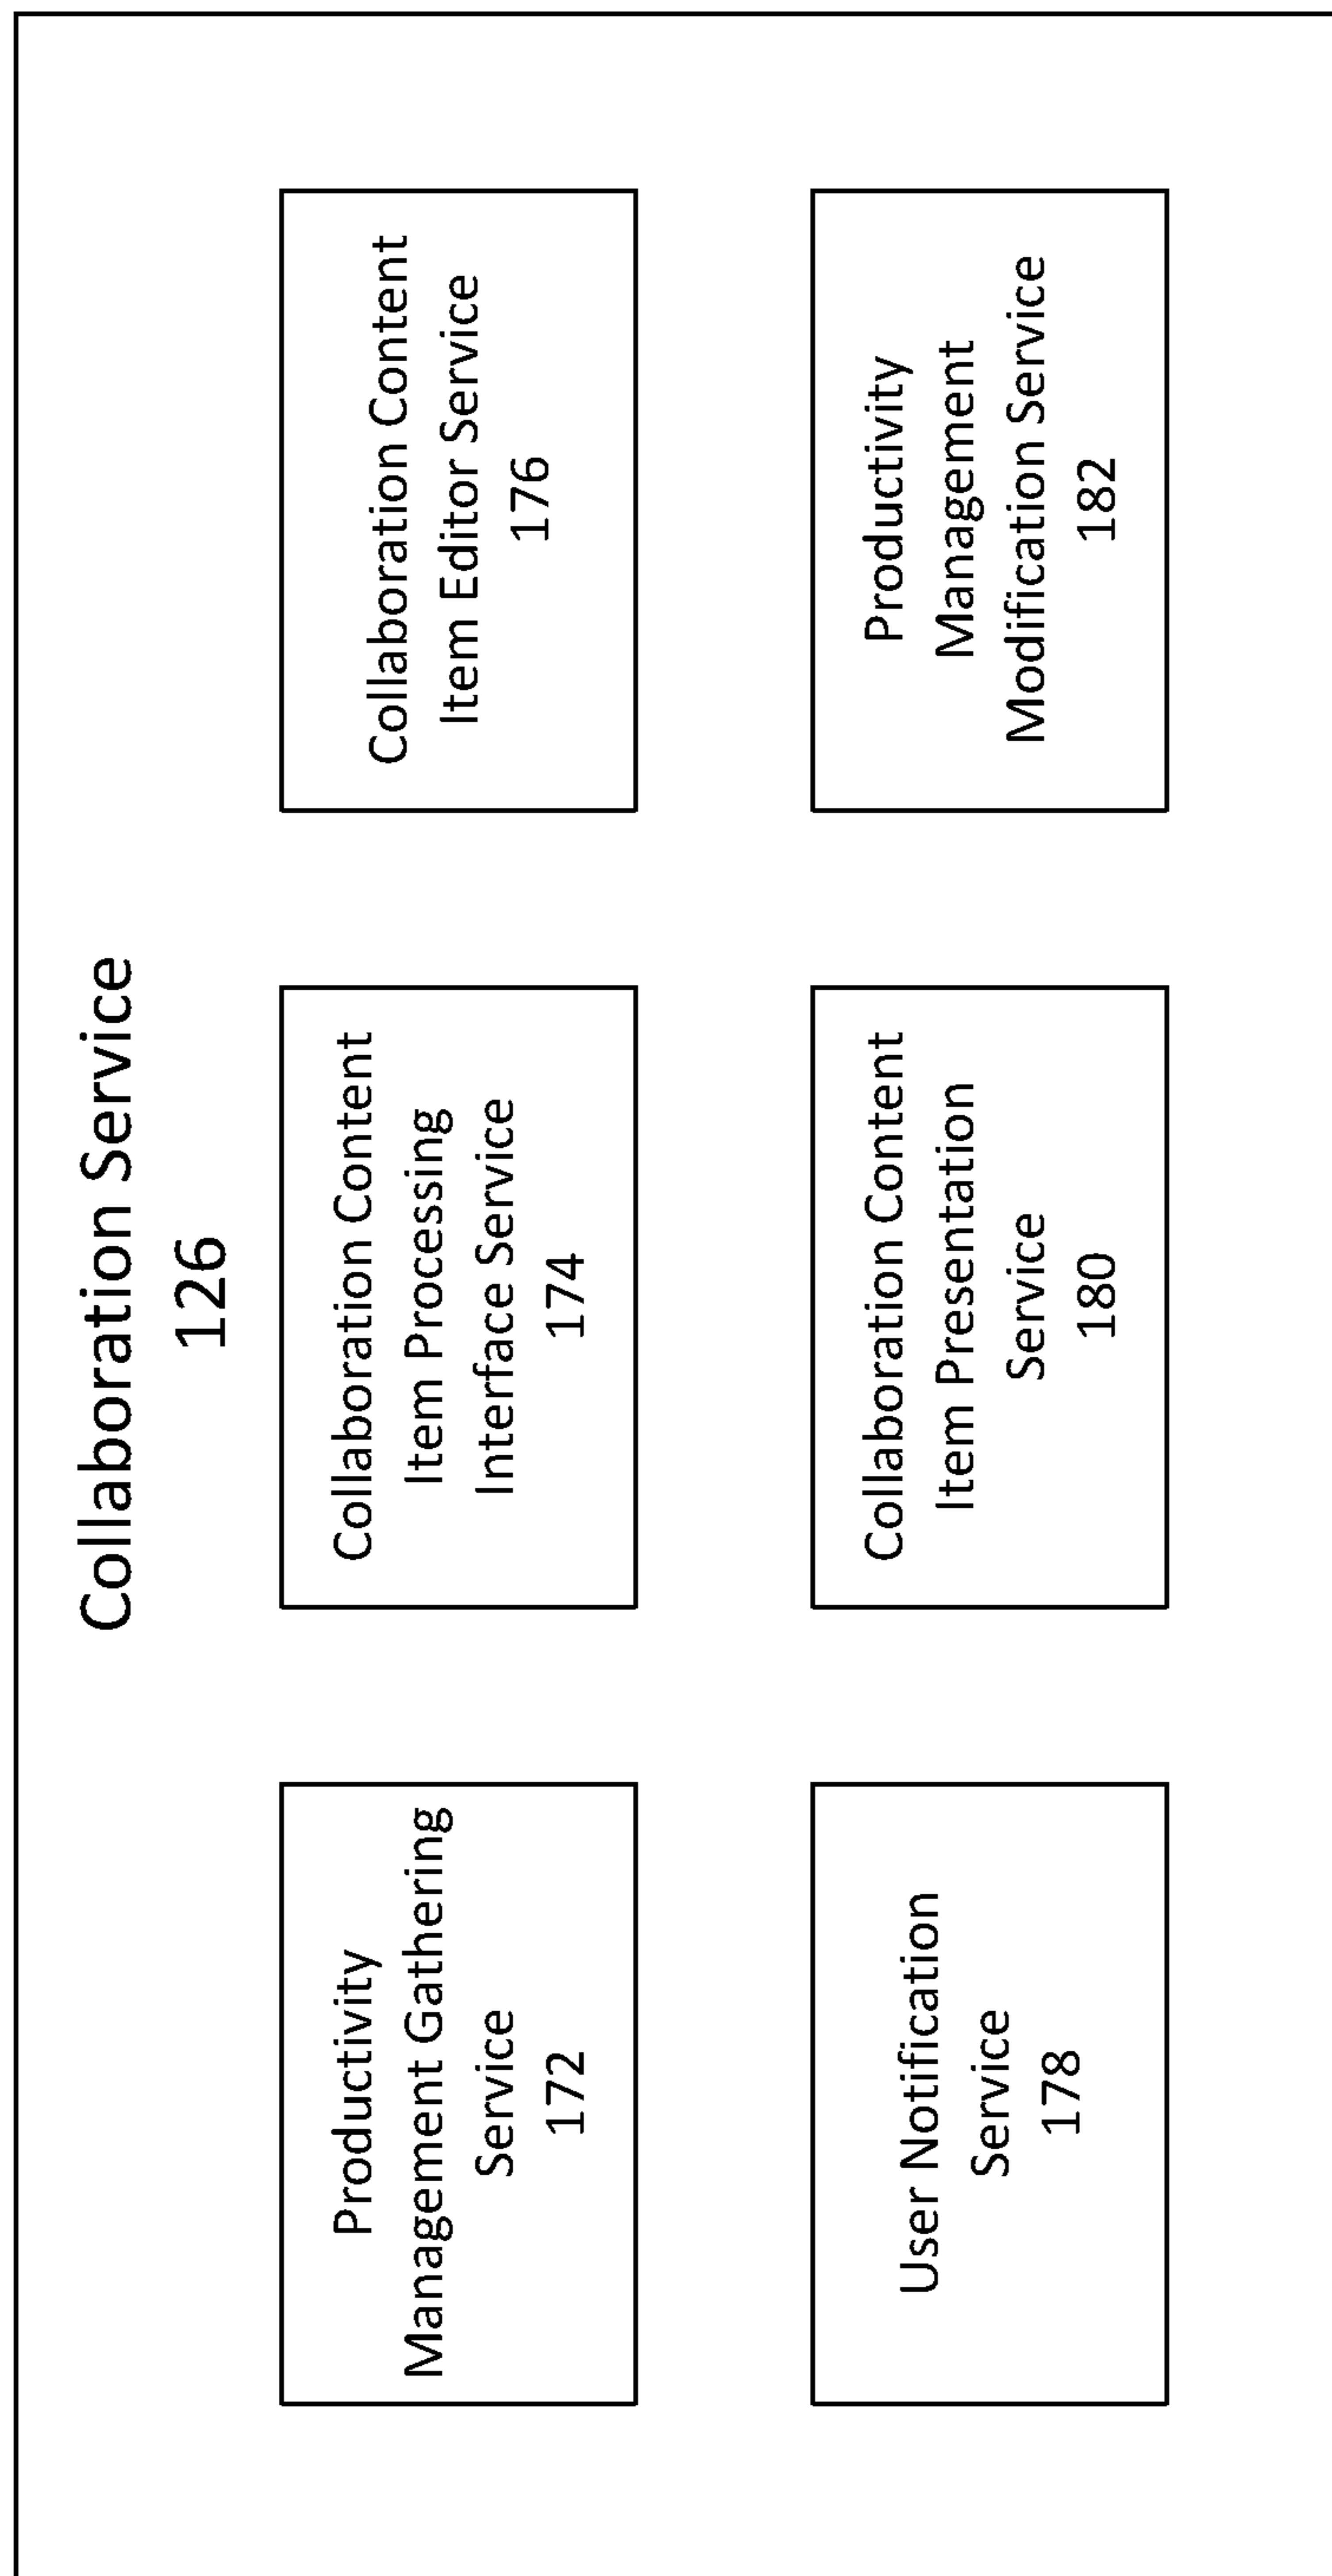 Collaboration Service
126
Productivity
Management Gathering
Service
172
Collaboration Content
Item Processing
Interface Service
174
Collaboration Content
Item Editor Service
176
User Notification
Service
178
Collaboration Content
Item Presentation
Service
180
Productivity
Management
Modification Service
182